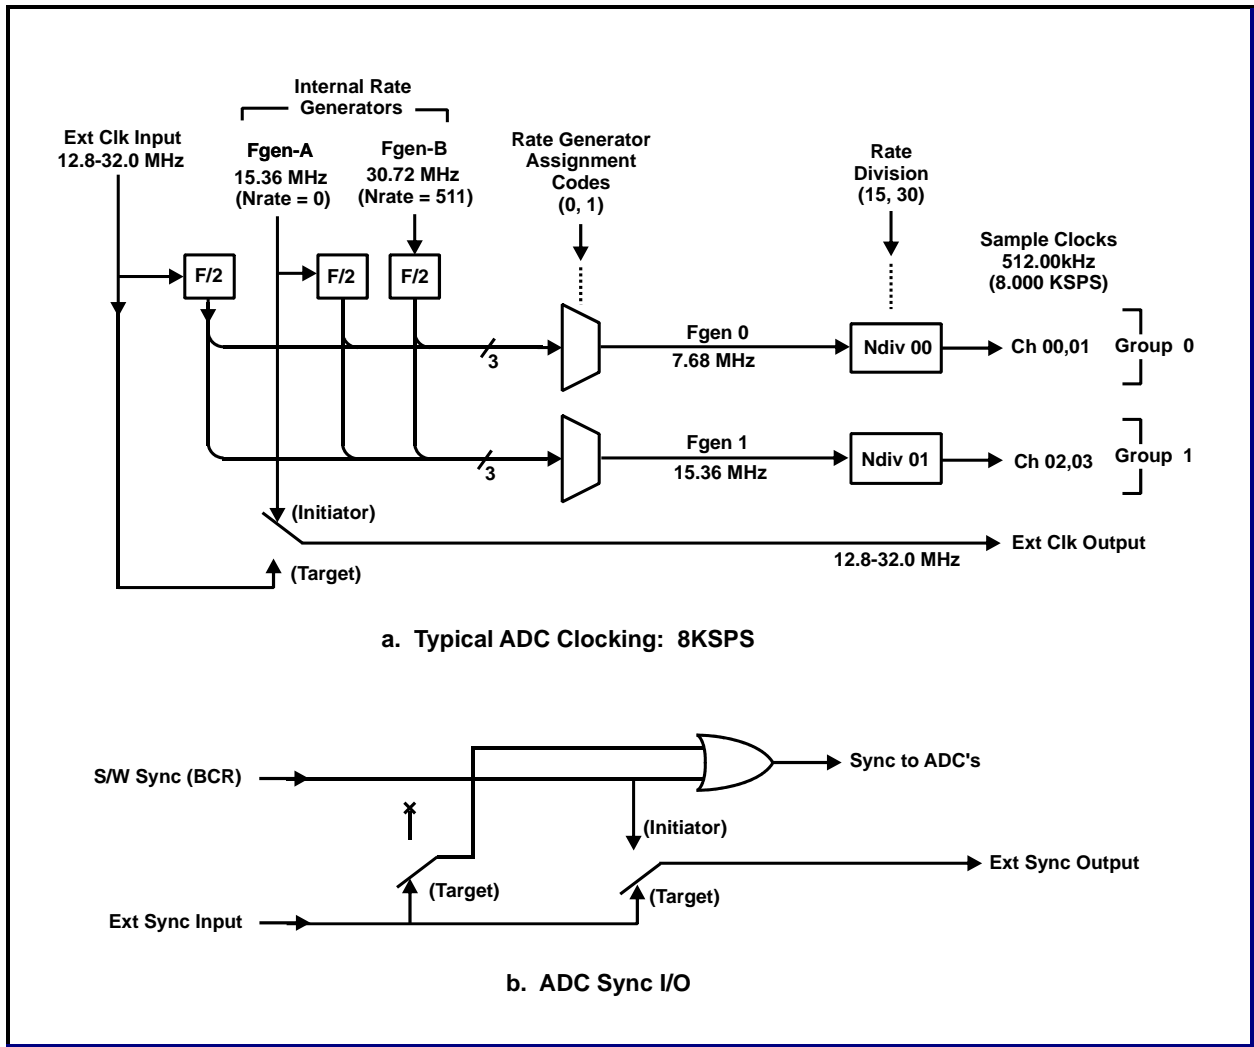 Internal Rate
Generators
Ext Clk Input
12.8-32.0 MHz
Fgen-A
15.36 MHz
(Nrate = 0)
Fgen-B
30.72 MHz
(Nrate = 511)
Rate Generator
Assignment
Codes
(0, 1)
Rate
Division
(15, 30)
Sample Clocks
512.00kHz
(8.000 KSPS)
F/2
F/2
F/2
3
Fgen 0
7.68 MHz
Ndiv 00
Ch 00,01
Group 0
3
Fgen 1
15.36 MHz
Ndiv 01
Ch 02,03
Group 1
(Initiator)
(Target)
12.8-32.0 MHz
Ext Clk Output
a. Typical ADC Clocking: 8KSPS
S/W Sync (BCR)
Sync to ADC's
(Initiator)
(Target)
(Target)
Ext Sync Output
Ext Sync Input
b. ADC Sync I/O